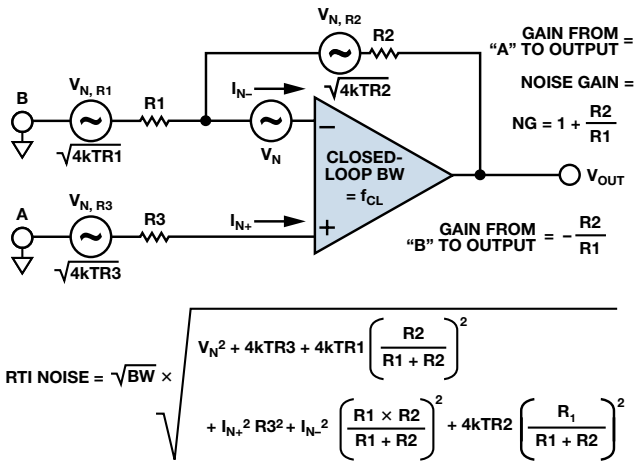 V_N, R2
R2
√4kTR2
GAIN FROM
"A" TO OUTPUT =
NOISE GAIN =
NG = 1 + R2/R1
B
V_N, R1
R1
√4kTR1
I_N–
V_N
–
CLOSED-
LOOP BW
= f_CL
V_OUT
A
V_N, R3
R3
√4kTR3
I_N+
+
GAIN FROM
"B" TO OUTPUT = – R2/R1
RTI NOISE = √BW × √
V_N² + 4kTR3 + 4kTR1 (R2/(R1 + R2))²
+ I_N+² R3² + I_N–² ((R1 × R2)/(R1 + R2))² + 4kTR2 (R₁/(R1 + R2))²